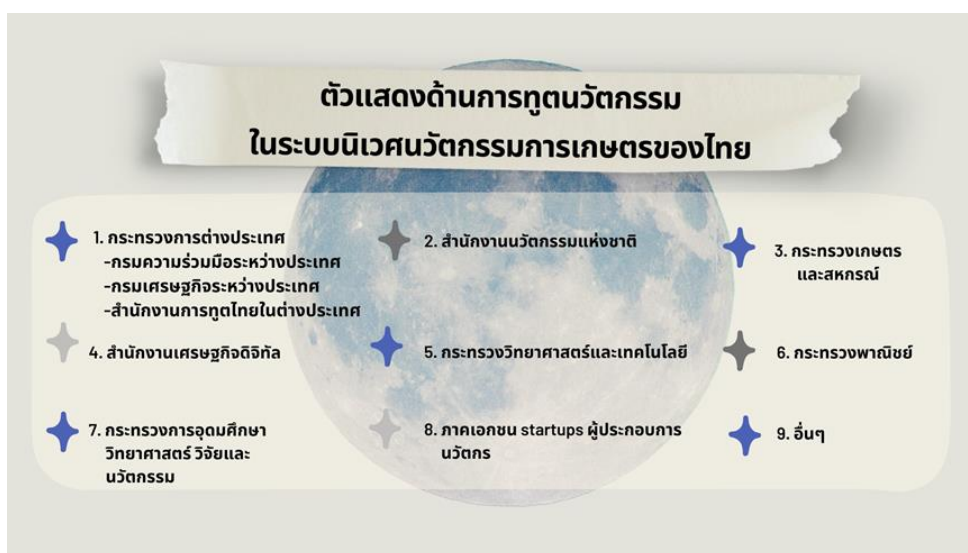 ตัวแสดงด้านการทูตนวัตกรรม
ในระบบนิเวศนวัตกรรมการเกษตรของไทย
1. กระทรวงการต่างประเทศ
-กรมความร่วมมือระหว่างประเทศ
-กรมเศรษฐกิจระหว่างประเทศ
-สำนักงานการทูตไทยในต่างประเทศ
2. สำนักงานนวัตกรรมแห่งชาติ
3. กระทรวงเกษตร
และสหกรณ์
4. สำนักงานเศรษฐกิจดิจิทัล
5. กระทรวงวิทยาศาสตร์และเทคโนโลยี
6. กระทรวงพาณิชย์
7. กระทรวงการอุดมศึกษา
วิทยาศาสตร์ วิจัยและ
นวัตกรรม
8. ภาคเอกชน startups ผู้ประกอบการ
นวัตกร
9. อื่นๆ